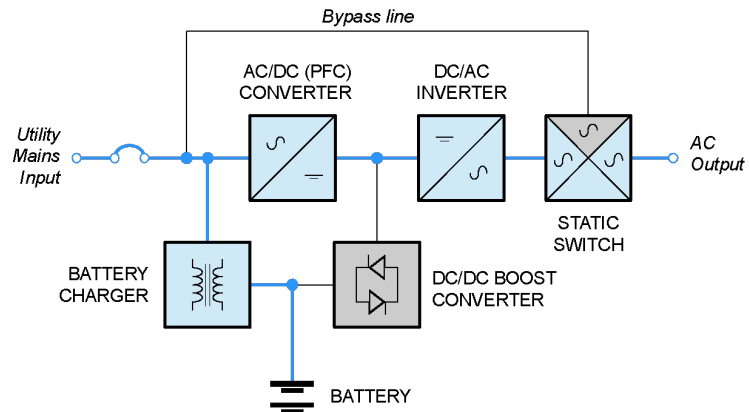 Bypass line
AC/DC (PFC)
CONVERTER
DC/AC
INVERTER
Utility
Mains
Input
AC
Output
STATIC
SWITCH
BATTERY
CHARGER
DC/DC BOOST
CONVERTER
BATTERY